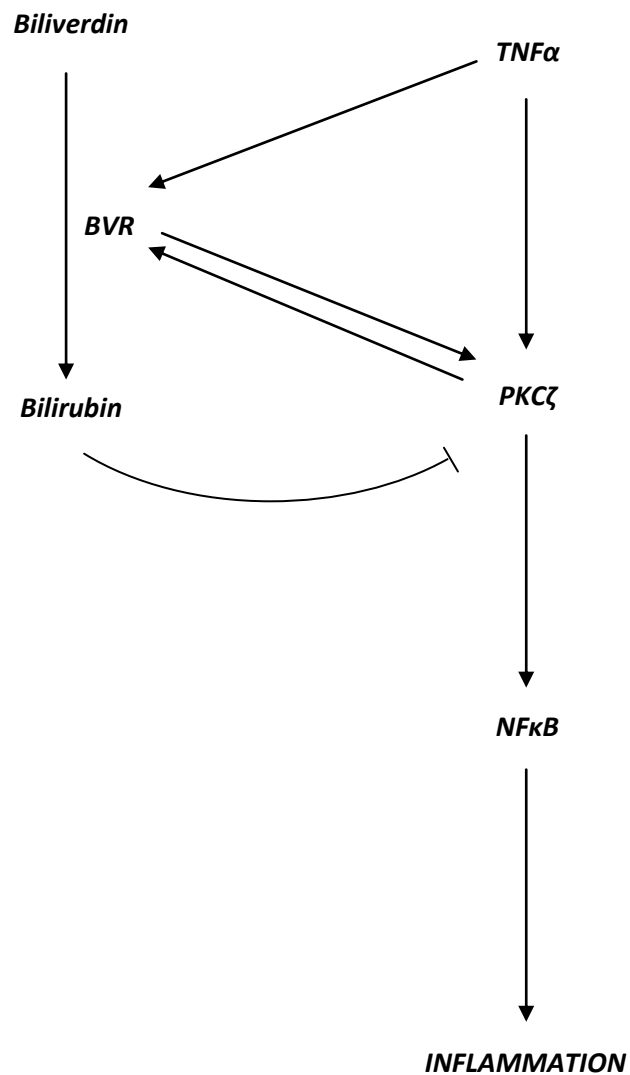 Biliverdin
TNFα
BVR
PKCζ
Bilirubin
NFκB
INFLAMMATION